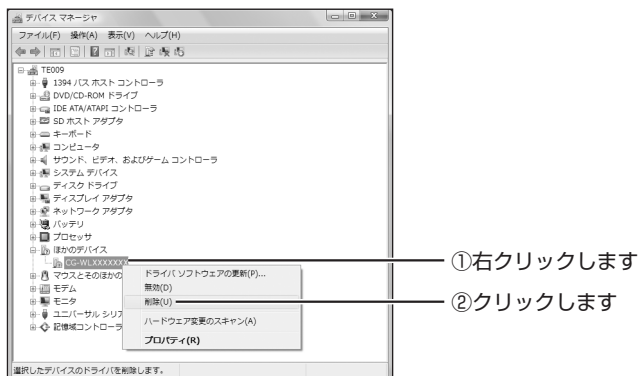 デバイス マネージャ
ファイル(F) 操作(A) 表示(V) ヘルプ(H)
TE009
1394 バス ホスト コントローラ
DVD/CD-ROM ドライブ
IDE ATA/ATAPI コントローラ
SD ホスト アダプタ
キーボード
コンピュータ
サウンド、ビデオ、およびゲーム コントローラ
システム デバイス
ディスク ドライブ
ディスプレイ アダプタ
ネットワーク アダプタ
バッテリ
プロセッサ
ほかのデバイス
CG-WLXXXXXXX
①右クリックします
マウスとそのほかの
ドライバ ソフトウェアの更新(P)...
モデム
無効(D)
モニタ
削除(U)
②クリックします
ユニバーサル シリア
記憶域コントローラ
ハードウェア変更のスキャン(A)
プロパティ(R)
選択したデバイスのドライバを削除します。